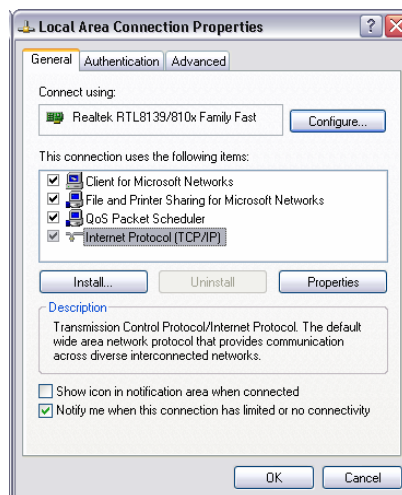 Local Area Connection Properties
General Authentication Advanced
Connect using:
Realtek RTL8139/810x Family Fast Configure...
This connection uses the following items:
Client for Microsoft Networks
File and Printer Sharing for Microsoft Networks
QoS Packet Scheduler
Internet Protocol (TCP/IP)
Install... Uninstall Properties
Description
Transmission Control Protocol/Internet Protocol. The default
wide area network protocol that provides communication
across diverse interconnected networks.
Show icon in notification area when connected
Notify me when this connection has limited or no connectivity
OK Cancel